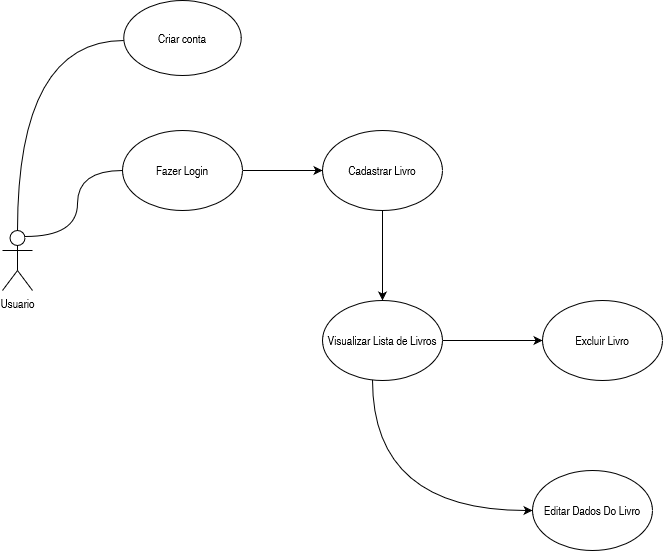 Criar conta
Fazer Login
Cadastrar Livro
Usuario
Visualizar Lista de Livros
Excluir Livro
Editar Dados Do Livro